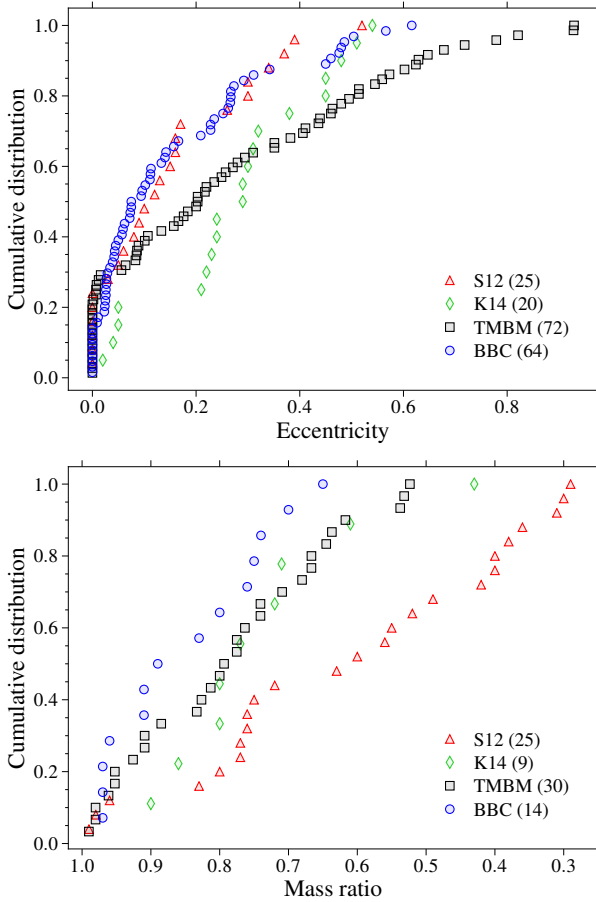 1.0
0.8
0.6
0.4
0.2
0.0
Cumulative distribution
S12 (25)
K14 (20)
TMBM (72)
BBC (64)
0.0 0.2 0.4 0.6 0.8
Eccentricity
1.0
0.8
0.6
0.4
0.2
0.0
Cumulative distribution
S12 (25)
K14 (9)
TMBM (30)
BBC (14)
1.0 0.9 0.8 0.7 0.6 0.5 0.4 0.3
Mass ratio